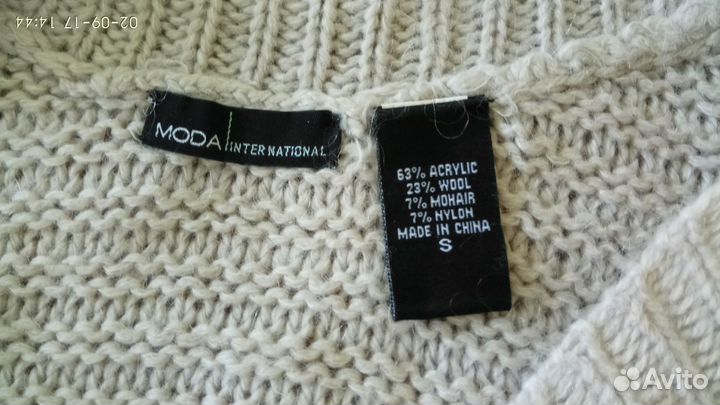 02-09-17 14:44
MODA INTERNATIONAL
63% ACRYLIC
23% WOOL
7% MOHAIR
7% NYLON
MADE IN CHINA
S
Avito